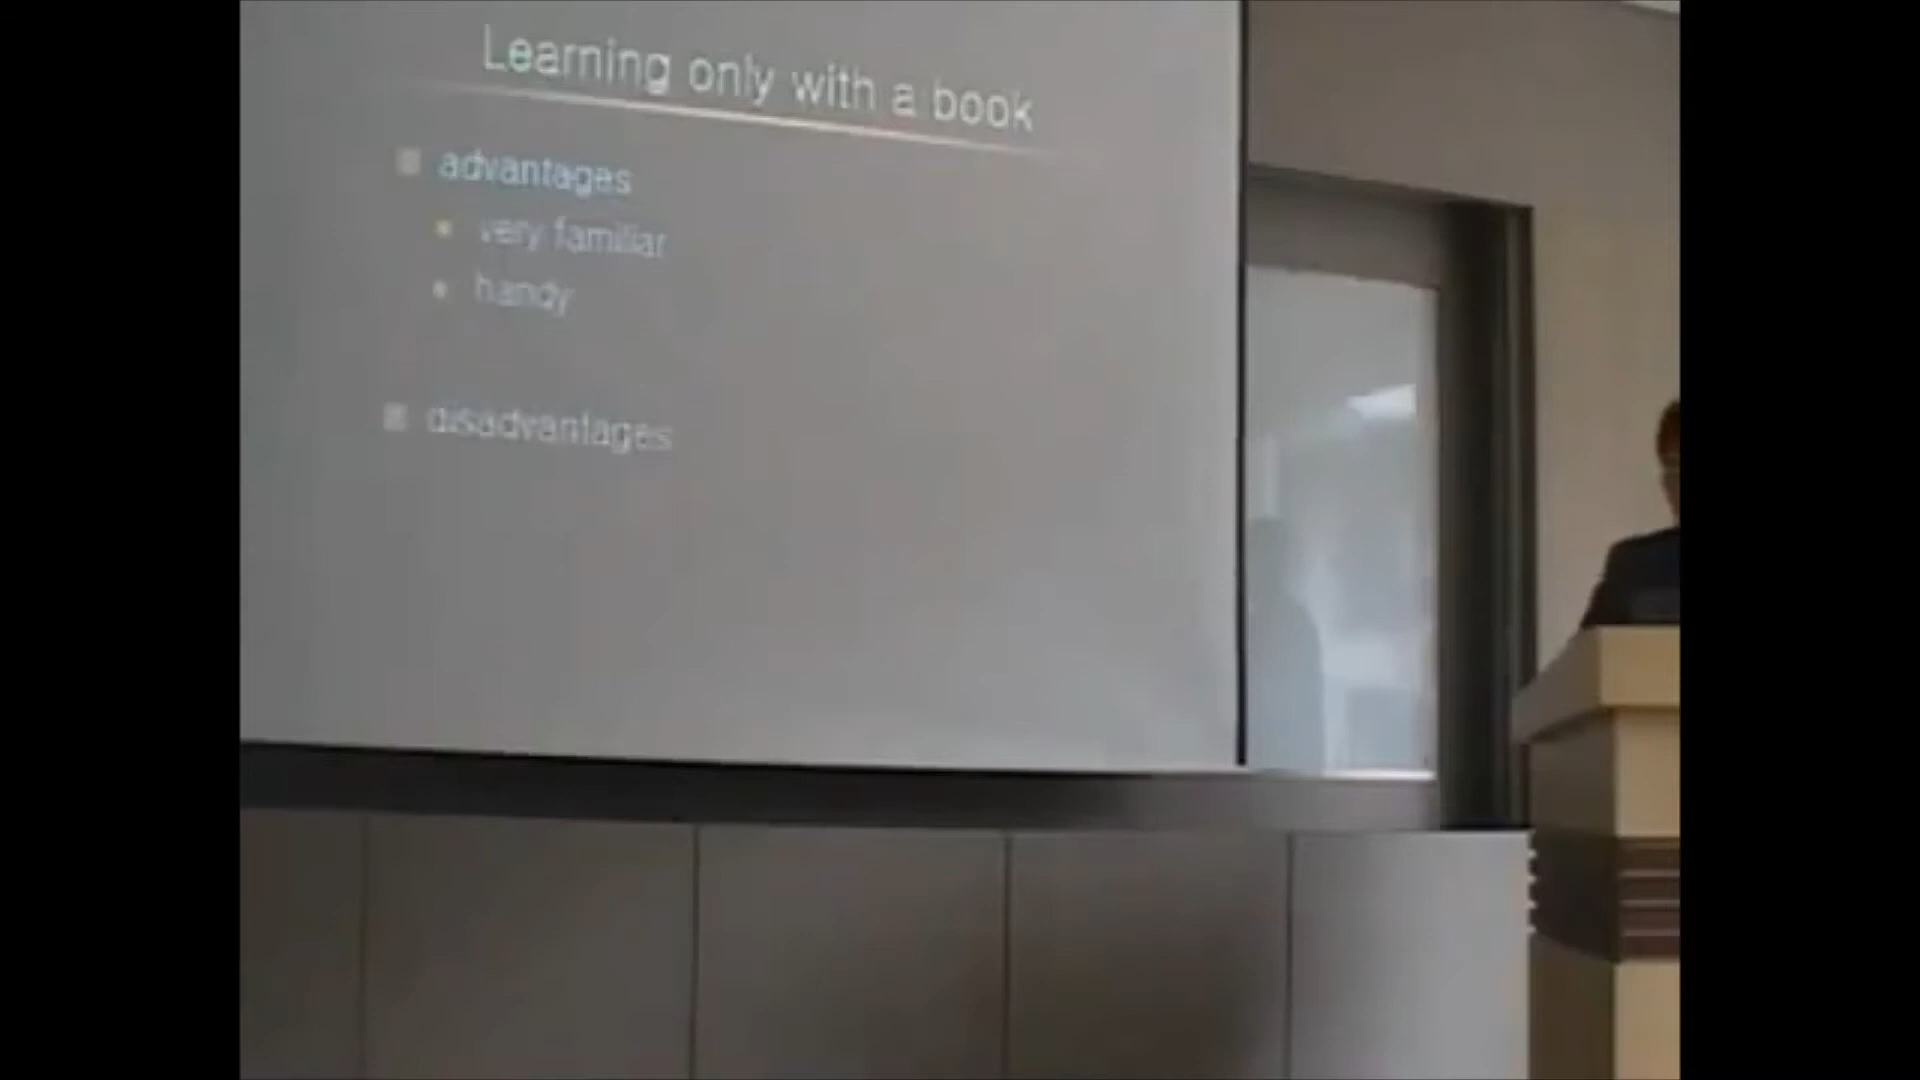 Learning only with a book
advantages
very familiar
handy
disadvantages